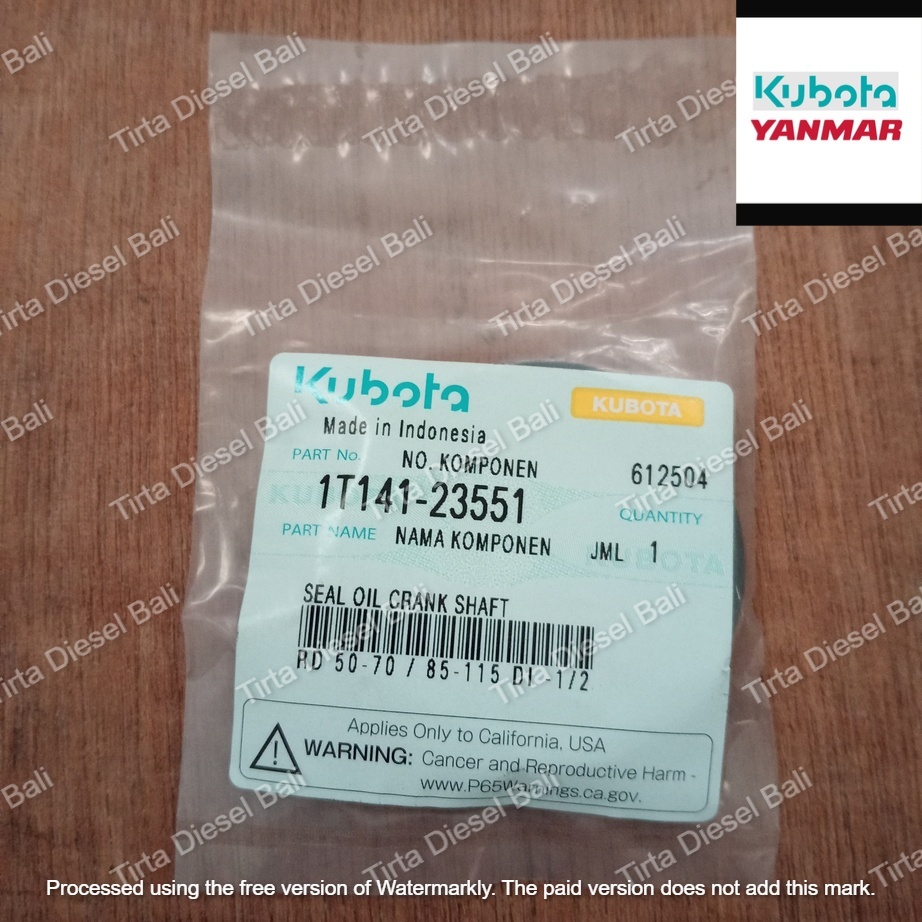 Kubota
YANMAR
Kubota
KUBOTA
Made in Indonesia
PART No.
NO. KOMPONEN
612504
1T141-23551
QUANTITY
PART NAME
NAMA KOMPONEN
JML 1
SEAL OIL CRANK SHAFT
RD 50-70 / 85-115 DI -1/2
Applies Only to California, USA
WARNING: Cancer and Reproductive Harm -
www.P65Warnings.ca.gov.
Tirta Diesel Bali
Processed using the free version of Watermarkly. The paid version does not add this mark.